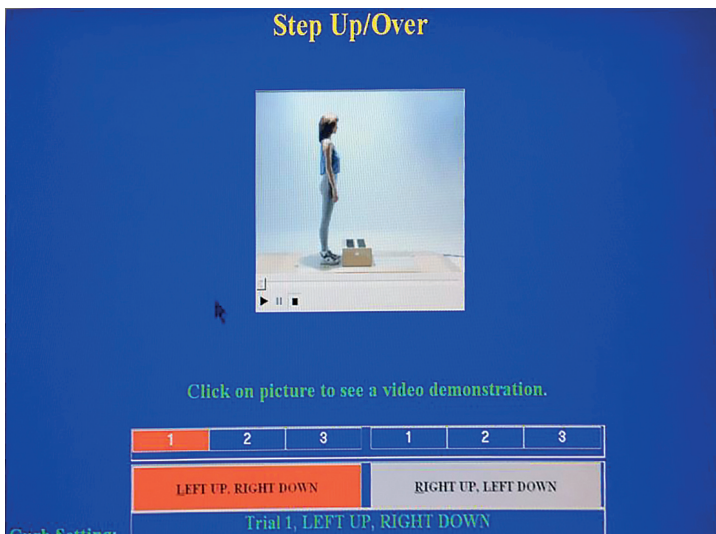 Step Up/Over
Click on picture to see a video demonstration.
1 2 3 1 2 3
LEFT UP, RIGHT DOWN RIGHT UP, LEFT DOWN
Trial 1, LEFT UP, RIGHT DOWN